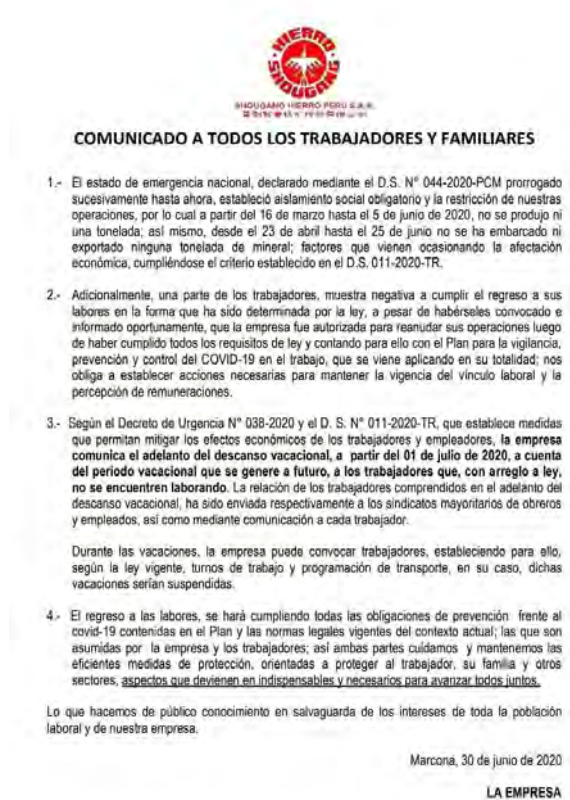 HIERRO
SHOUGANG
SHOUGANG HIERRO PERU S.A.A.
COMUNICADO A TODOS LOS TRABAJADORES Y FAMILIARES
1.- El estado de emergencia nacional, declarado mediante el D.S. N° 044-2020-PCM prorrogado
sucesivamente hasta ahora, estableció aislamiento social obligatorio y la restricción de nuestras
operaciones, por lo cual a partir del 16 de marzo hasta el 5 de junio de 2020, no se produjo ni
una tonelada; así mismo, desde el 23 de abril hasta el 25 de junio no se ha embarcado ni
exportado ninguna tonelada de mineral; factores que vienen ocasionando la afectación
económica, cumpliéndose el criterio establecido en el D.S. 011-2020-TR.
2.- Adicionalmente, una parte de los trabajadores, muestra negativa a cumplir el regreso a sus
labores en la forma que ha sido determinada por la ley, a pesar de habérseles convocado e
informado oportunamente, que la empresa fue autorizada para reanudar sus operaciones luego
de haber cumplido todos los requisitos de ley y contando para ello con el Plan para la vigilancia,
prevención y control del COVID-19 en el trabajo, que se viene aplicando en su totalidad; nos
obliga a establecer acciones necesarias para mantener la vigencia del vínculo laboral y la
percepción de remuneraciones.
3.- Según el Decreto de Urgencia N° 038-2020 y el D. S. N° 011-2020-TR, que establece medidas
que permitan mitigar los efectos económicos de los trabajadores y empleadores, la empresa
comunica el adelanto del descanso vacacional, a partir del 01 de julio de 2020, a cuenta
del periodo vacacional que se genere a futuro, a los trabajadores que, con arreglo a ley,
no se encuentren laborando. La relación de los trabajadores comprendidos en el adelanto del
descanso vacacional, ha sido enviada respectivamente a los sindicatos mayoritarios de obreros
y empleados, así como mediante comunicación a cada trabajador.
Durante las vacaciones, la empresa puede convocar trabajadores, estableciendo para ello,
según la ley vigente, turnos de trabajo y programación de transporte, en su caso, dichas
vacaciones serían suspendidas.
4.- El regreso a las labores, se hará cumpliendo todas las obligaciones de prevención frente al
covid-19 contenidas en el Plan y las normas legales vigentes del contexto actual; las que son
asumidas por la empresa y los trabajadores; así ambas partes cuidamos y mantenemos las
eficientes medidas de protección, orientadas a proteger al trabajador, su familia y otros
sectores, aspectos que devienen en indispensables y necesarios para avanzar todos juntos.
Lo que hacemos de público conocimiento en salvaguarda de los intereses de toda la población
laboral y de nuestra empresa.
Marcona, 30 de junio de 2020
LA EMPRESA